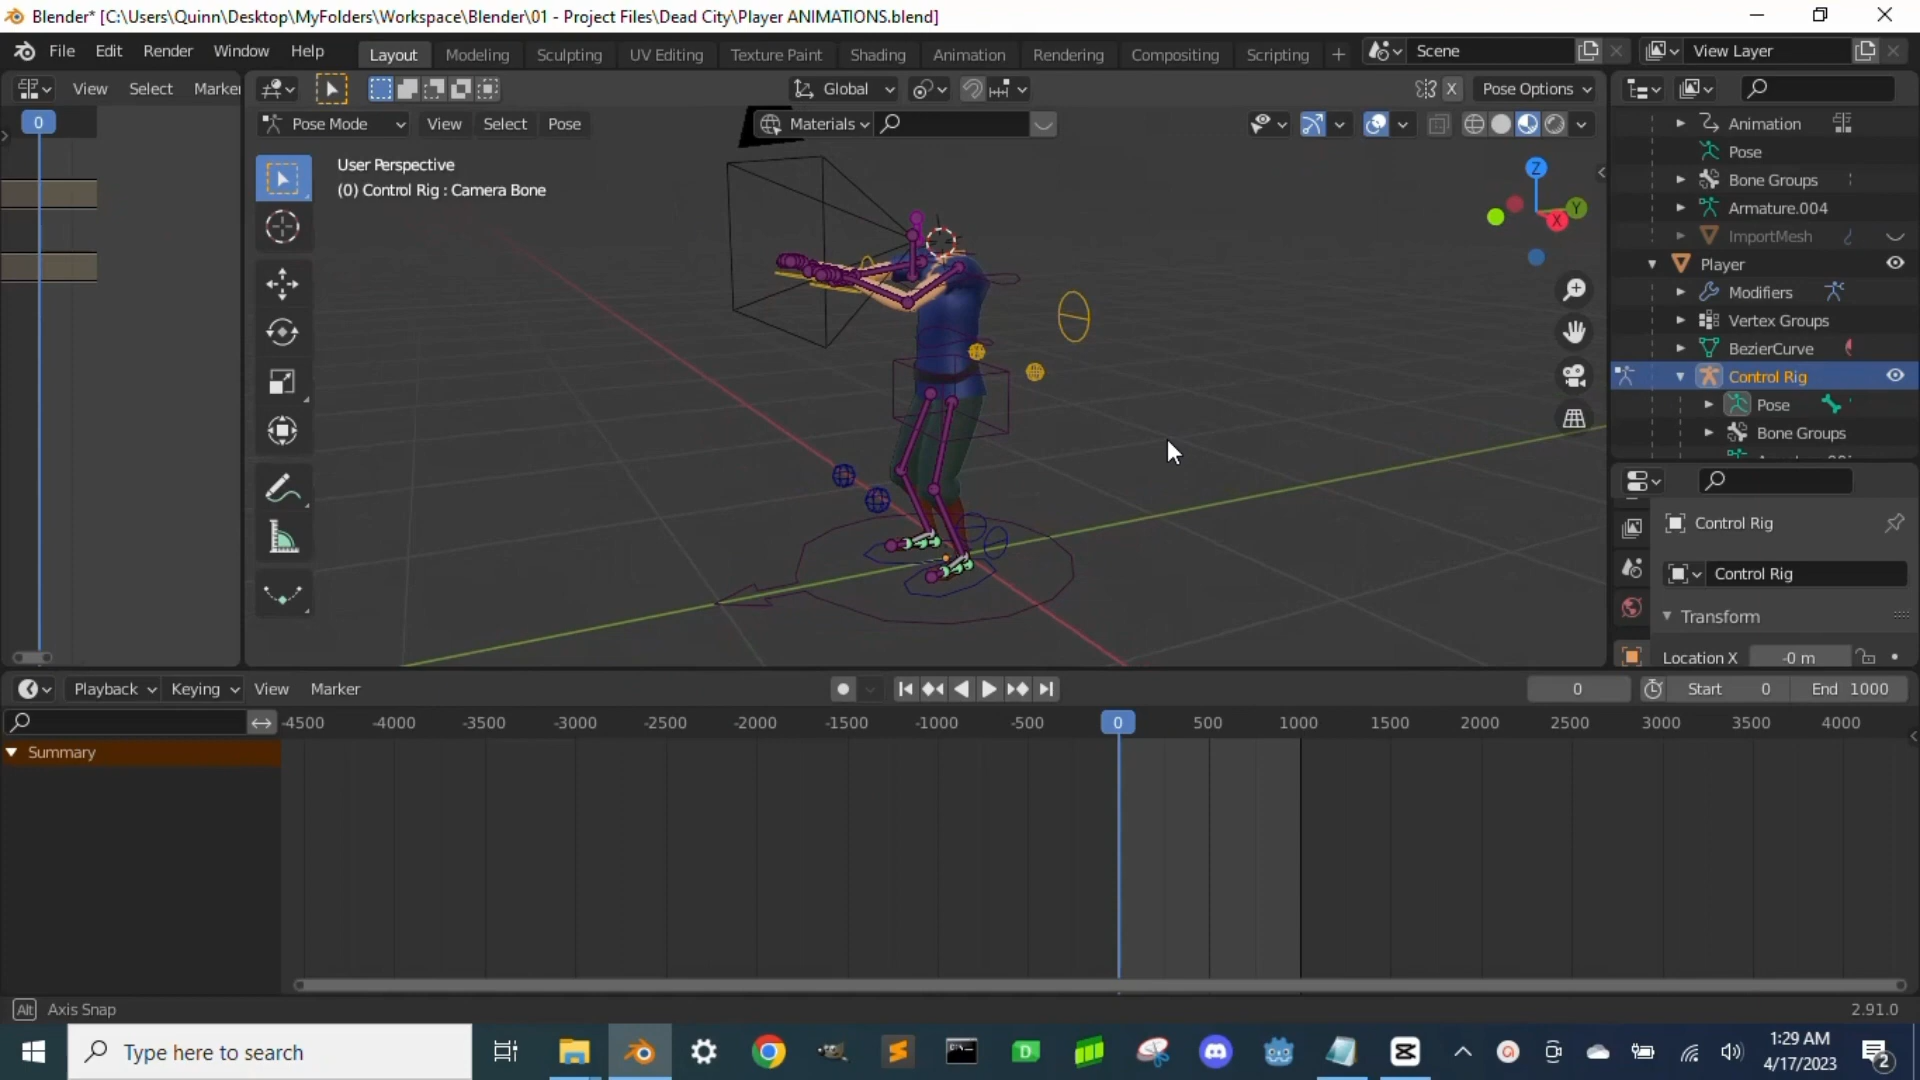 Blender* [C:\Users\Quinn\Desktop\MyFolders\Workspace\Blender\01 - Project Files\Dead City\Player ANIMATIONS.blend]
File Edit Render Window Help Layout Modeling Sculpting UV Editing Texture Paint Shading Animation Rendering Compositing Scripting + Scene View Layer
View Select Marker Global X Pose Options
0 Pose Mode View Select Pose Materials
User Perspective
(0) Control Rig : Camera Bone
Z
Y
X
Animation
Pose
Bone Groups
Armature.004
ImportMesh
Player
Modifiers
Vertex Groups
BezierCurve
Control Rig
Pose
Bone Groups
Control Rig
Control Rig
Transform
Location X -0 m
Playback Keying View Marker 0 Start 0 End 1000
-4500 -4000 -3500 -3000 -2500 -2000 -1500 -1000 -500 0 500 1000 1500 2000 2500 3000 3500 4000
Summary
Alt Axis Snap 2.91.0
Type here to search
1:29 AM
4/17/2023
2